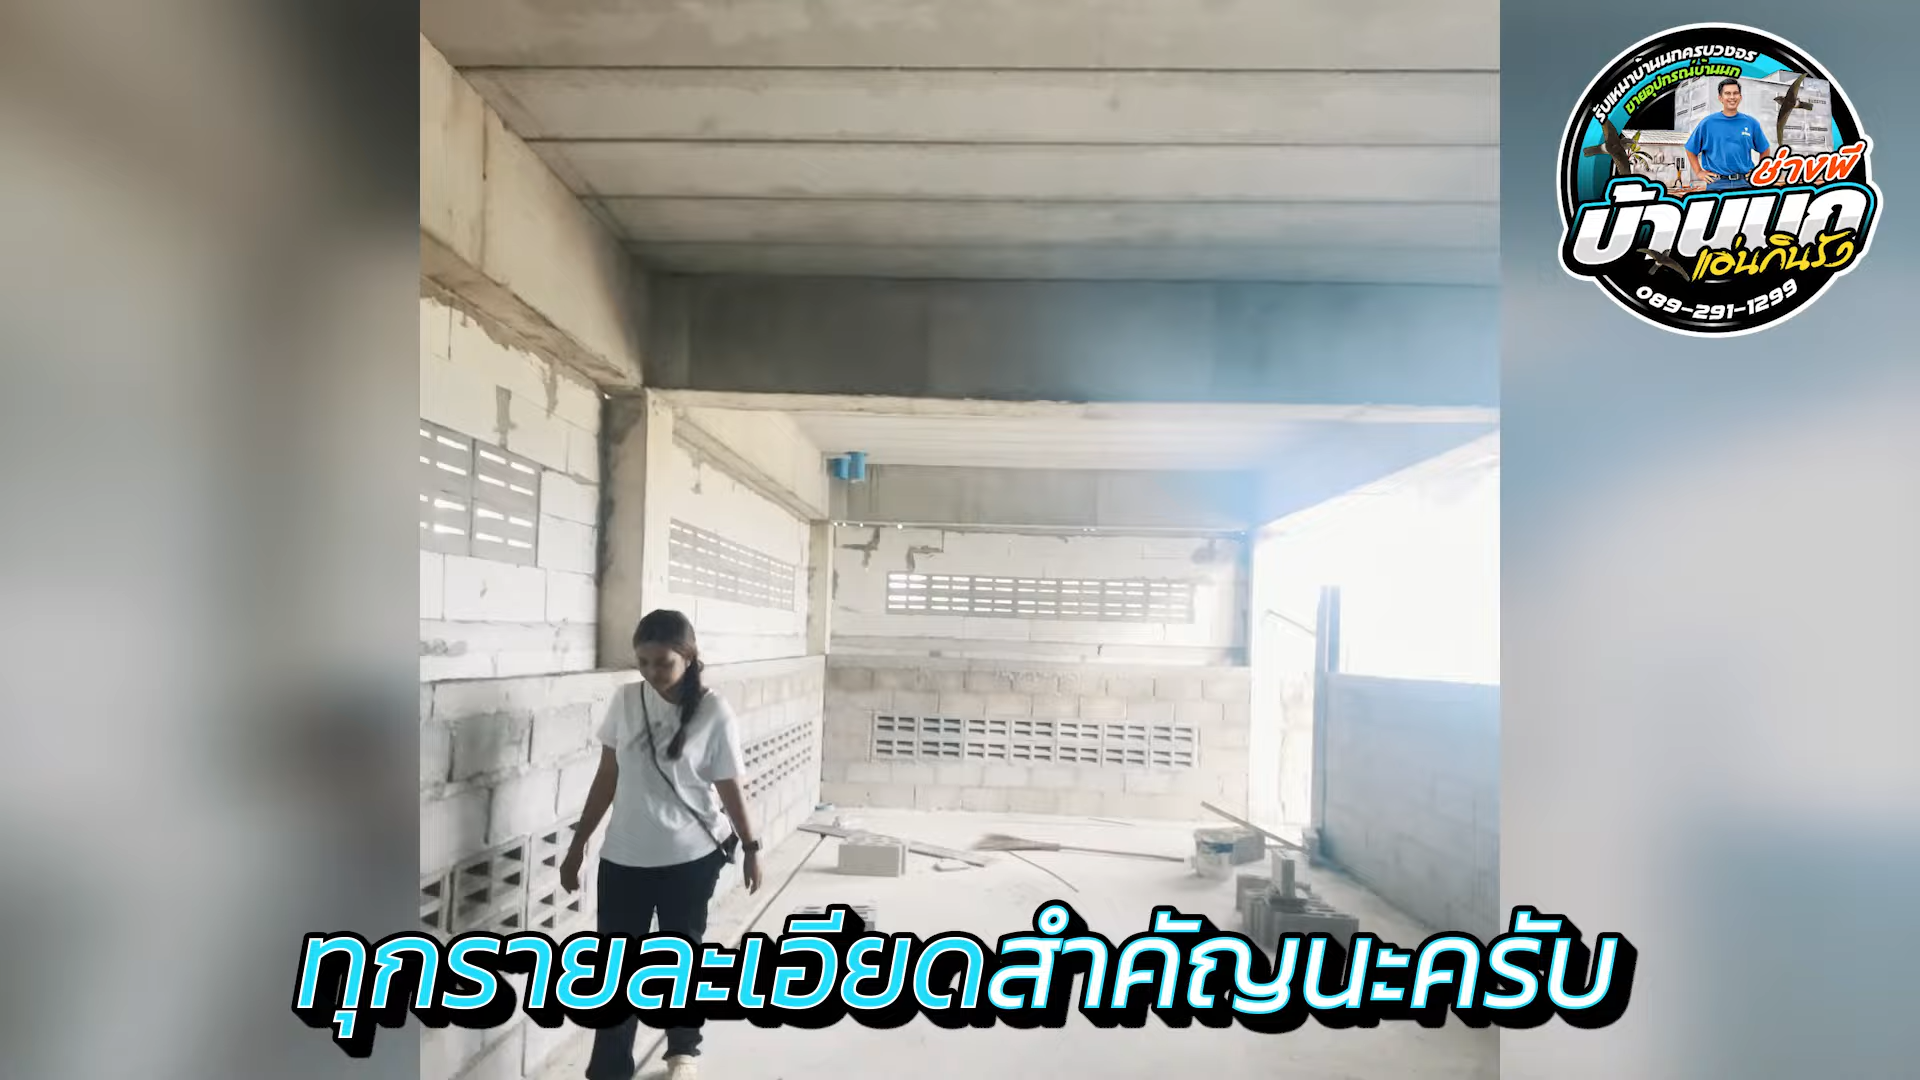 รับเหมาบ้านนกครบวงจร
ขายอุปกรณ์บ้านนก
ช่างพี
บ้านนก
แอ่นกินรัง
089-291-1299
ทุกรายละเอียดสำคัญนะครับ